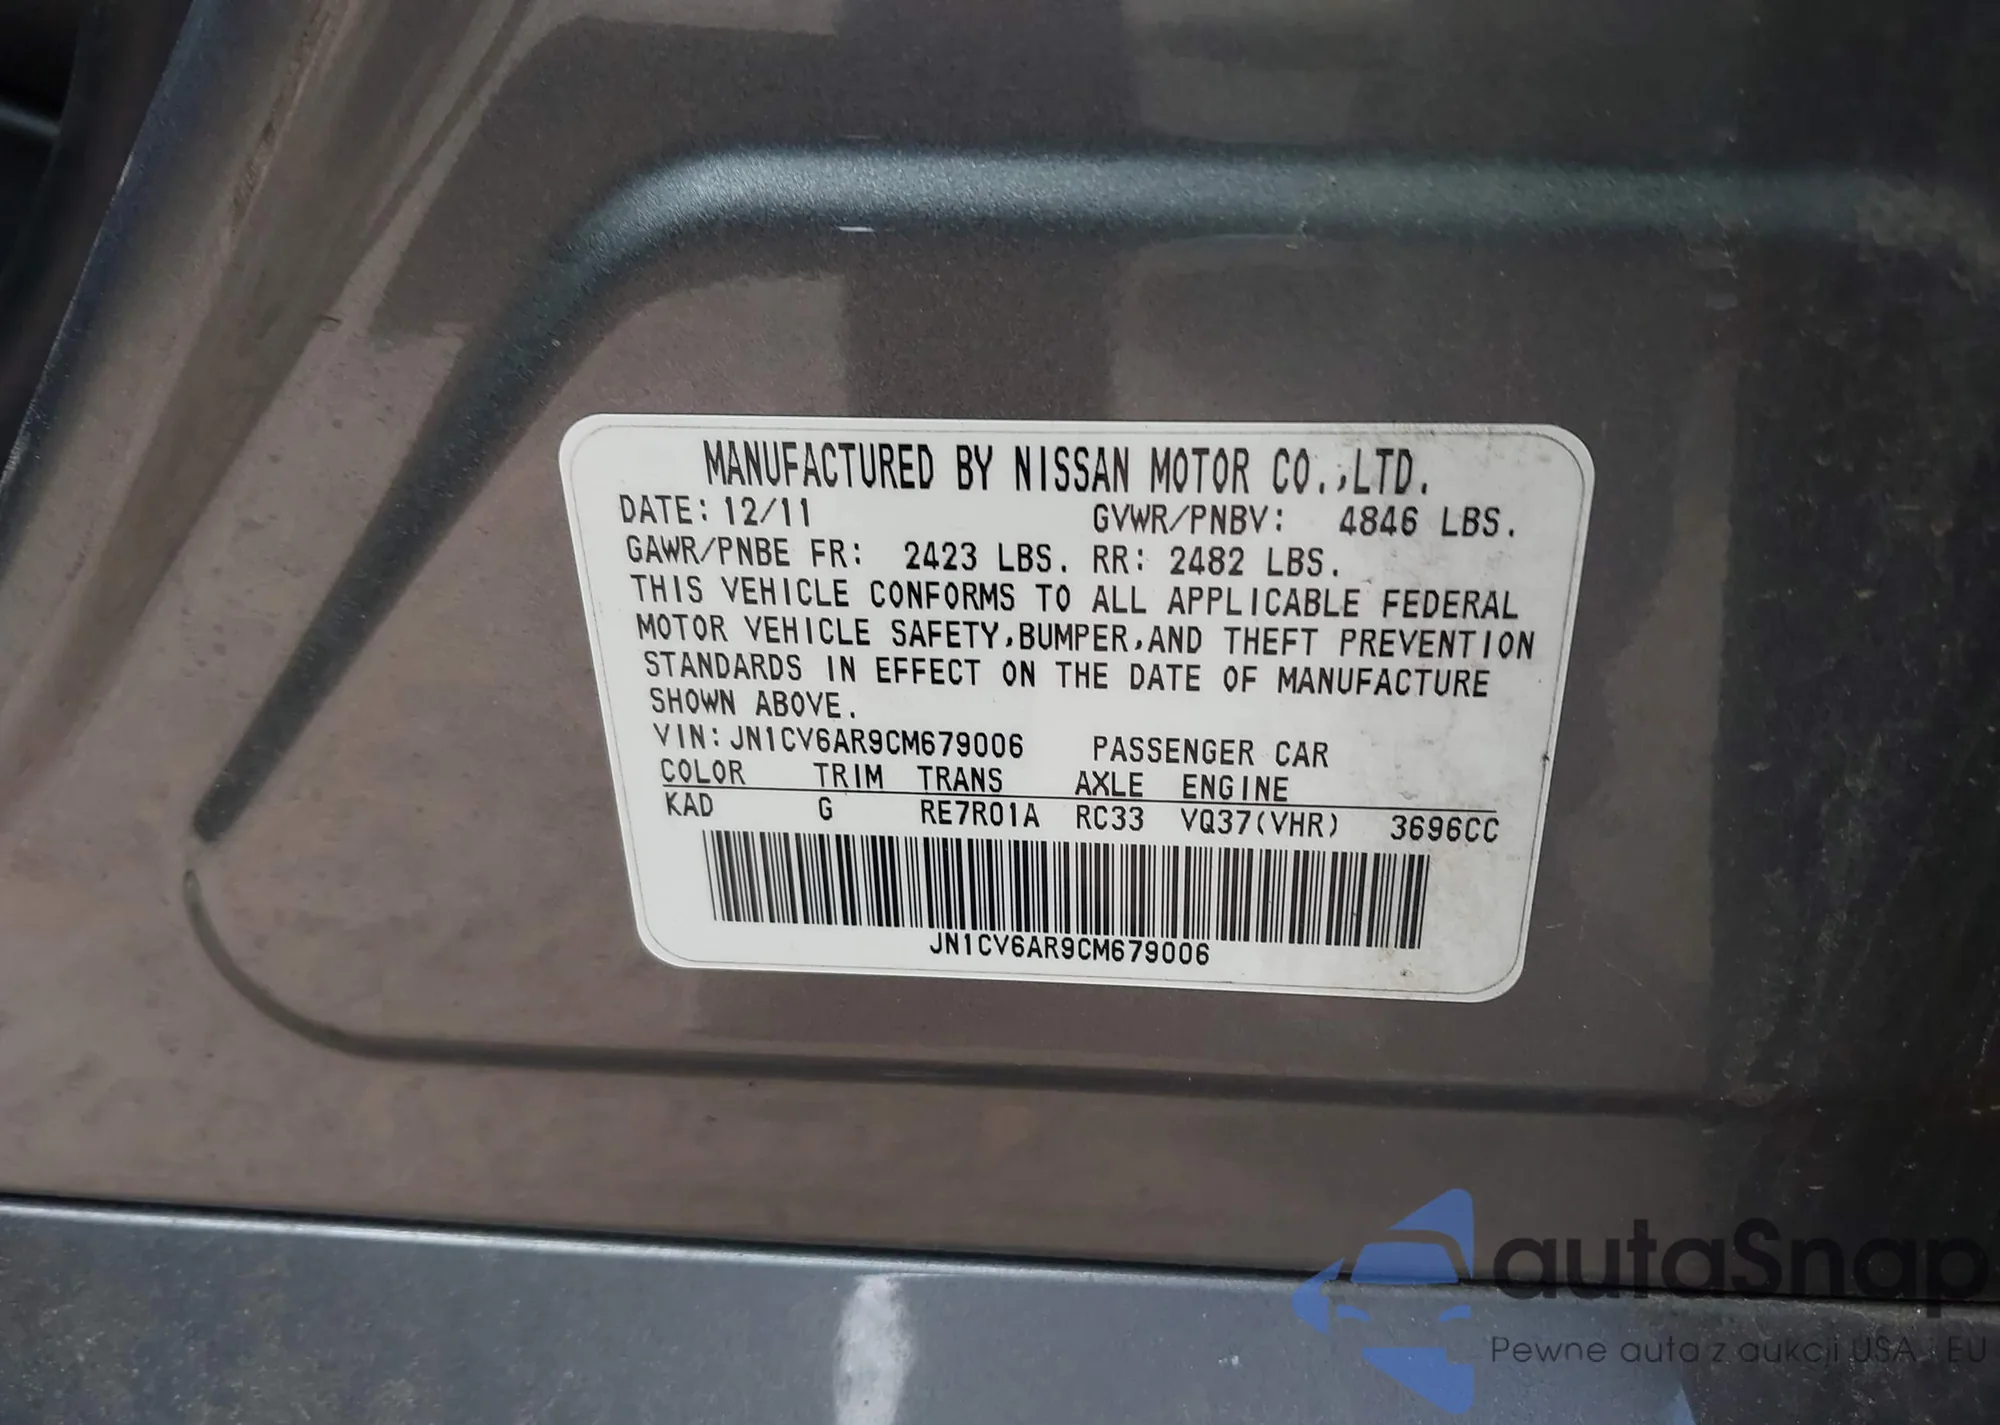 MANUFACTURED BY NISSAN MOTOR CO.,LTD.
DATE: 12/11 GVWR/PNBV: 4846 LBS.
GAWR/PNBE FR: 2423 LBS. RR: 2482 LBS.
THIS VEHICLE CONFORMS TO ALL APPLICABLE FEDERAL
MOTOR VEHICLE SAFETY,BUMPER,AND THEFT PREVENTION
STANDARDS IN EFFECT ON THE DATE OF MANUFACTURE
SHOWN ABOVE.
VIN: JN1CV6AR9CM679006 PASSENGER CAR
COLOR TRIM TRANS AXLE ENGINE
KAD G RE7R01A RC33 VQ37(VHR) 3696CC
JN1CV6AR9CM679006
autaSnap
Pewne auta z aukcji USA i EU